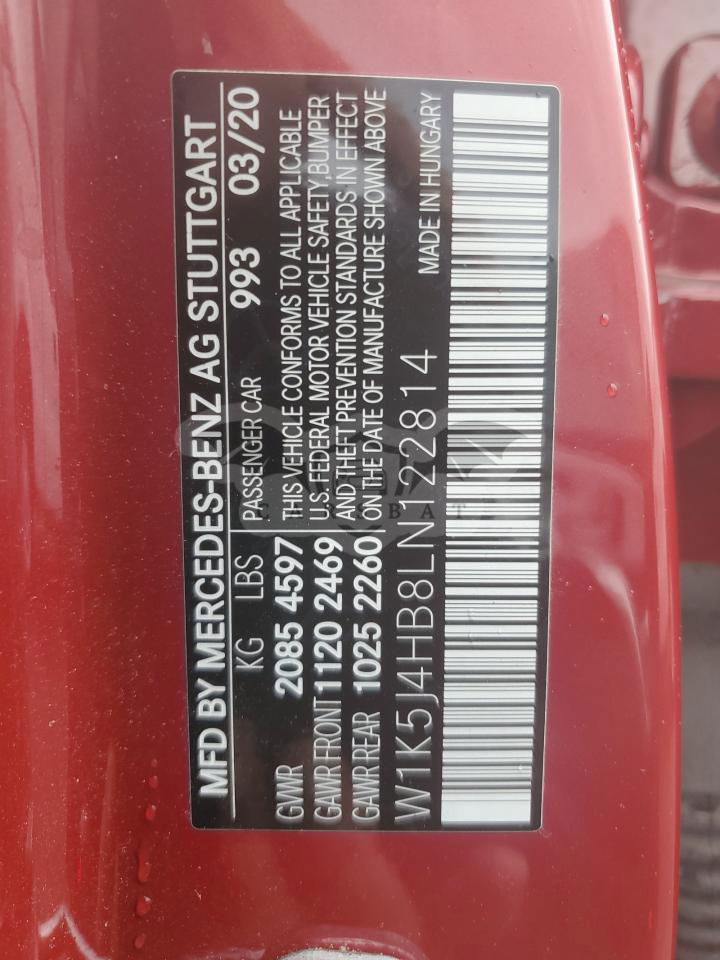 MFD BY MERCEDES-BENZ AG STUTTGART
KG LBS PASSENGER CAR 993 03/20
GWR 2085 4597 THIS VEHICLE CONFORMS TO ALL APPLICABLE
GAWR FRONT 1120 2469 U.S. FEDERAL MOTOR VEHICLE SAFETY, BUMPER
GAWR REAR 1025 2260 AND THEFT PREVENTION STANDARDS IN EFFECT
ON THE DATE OF MANUFACTURE SHOWN ABOVE
W1K5J4HB8LN122814 MADE IN HUNGARY
CARSBAT